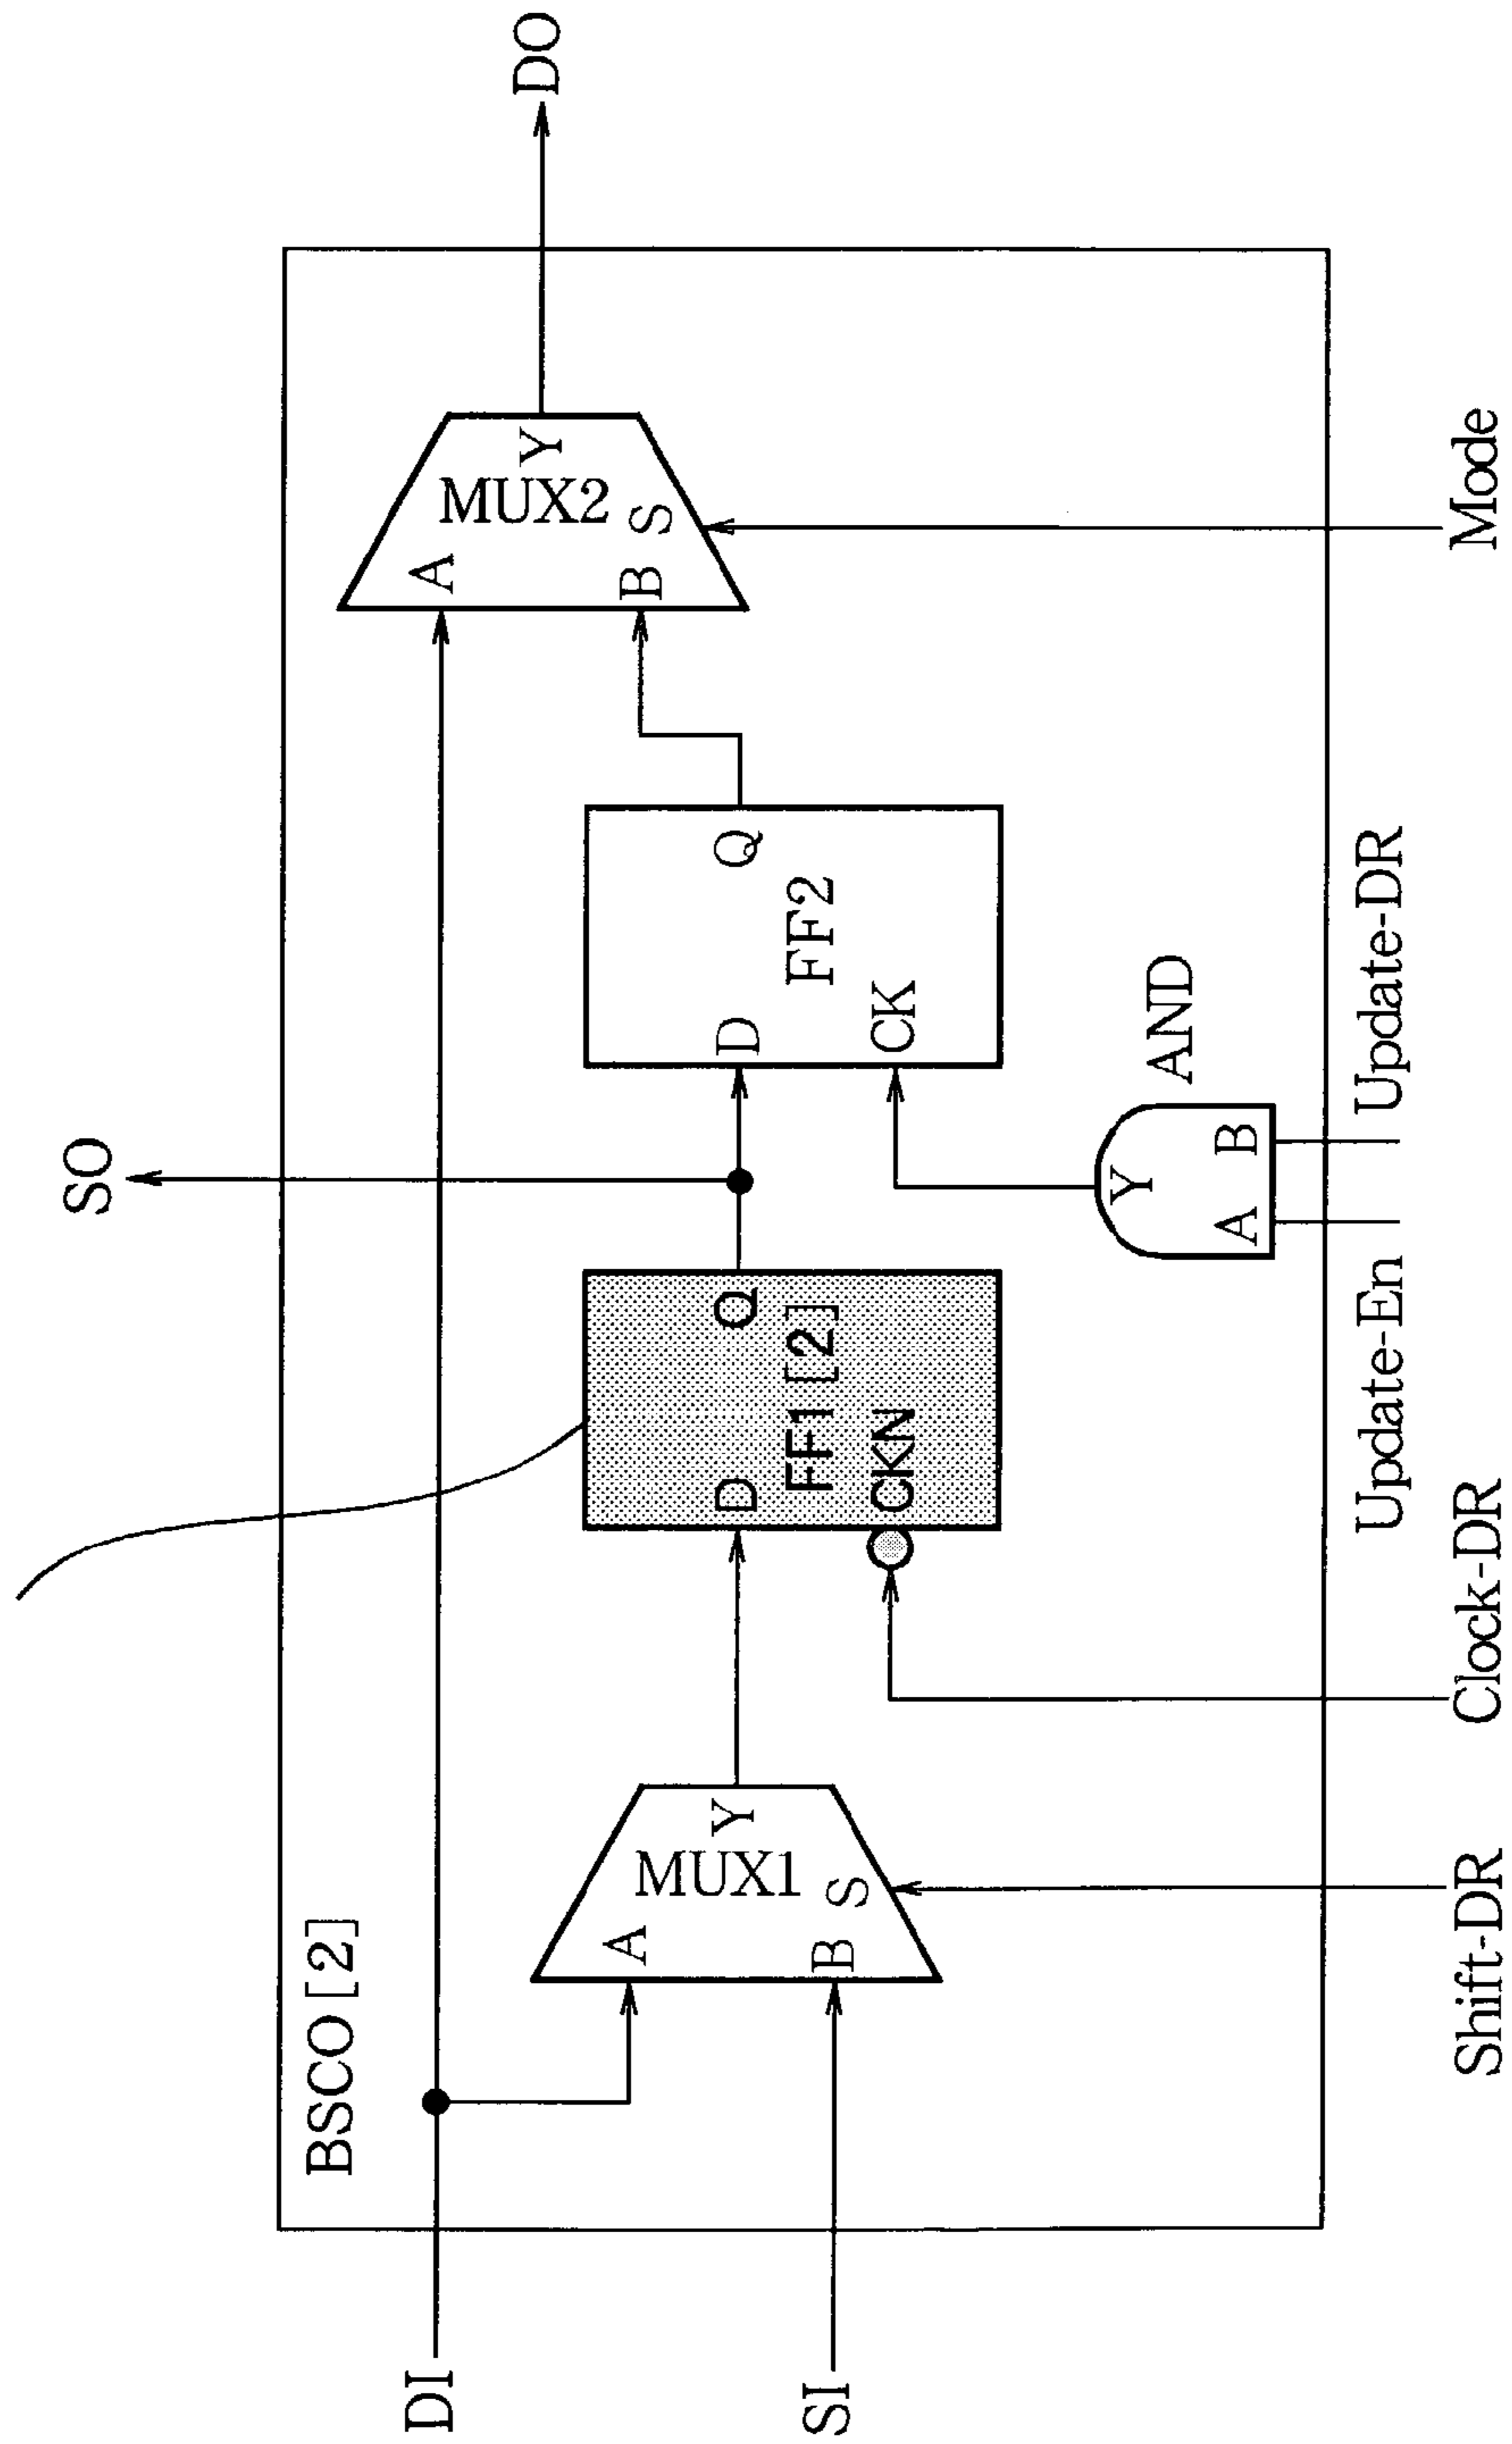 SO
BSCO [2]
DI
DO
A
MUX2
Y
B
S
A
MUX1
Y
B
S
SI
D
Q
FF1 [2]
CKN
D
Q
FF2
CK
Y
AND
A
B
Shift-DR
Clock-DR
Update-En
Update-DR
Mode